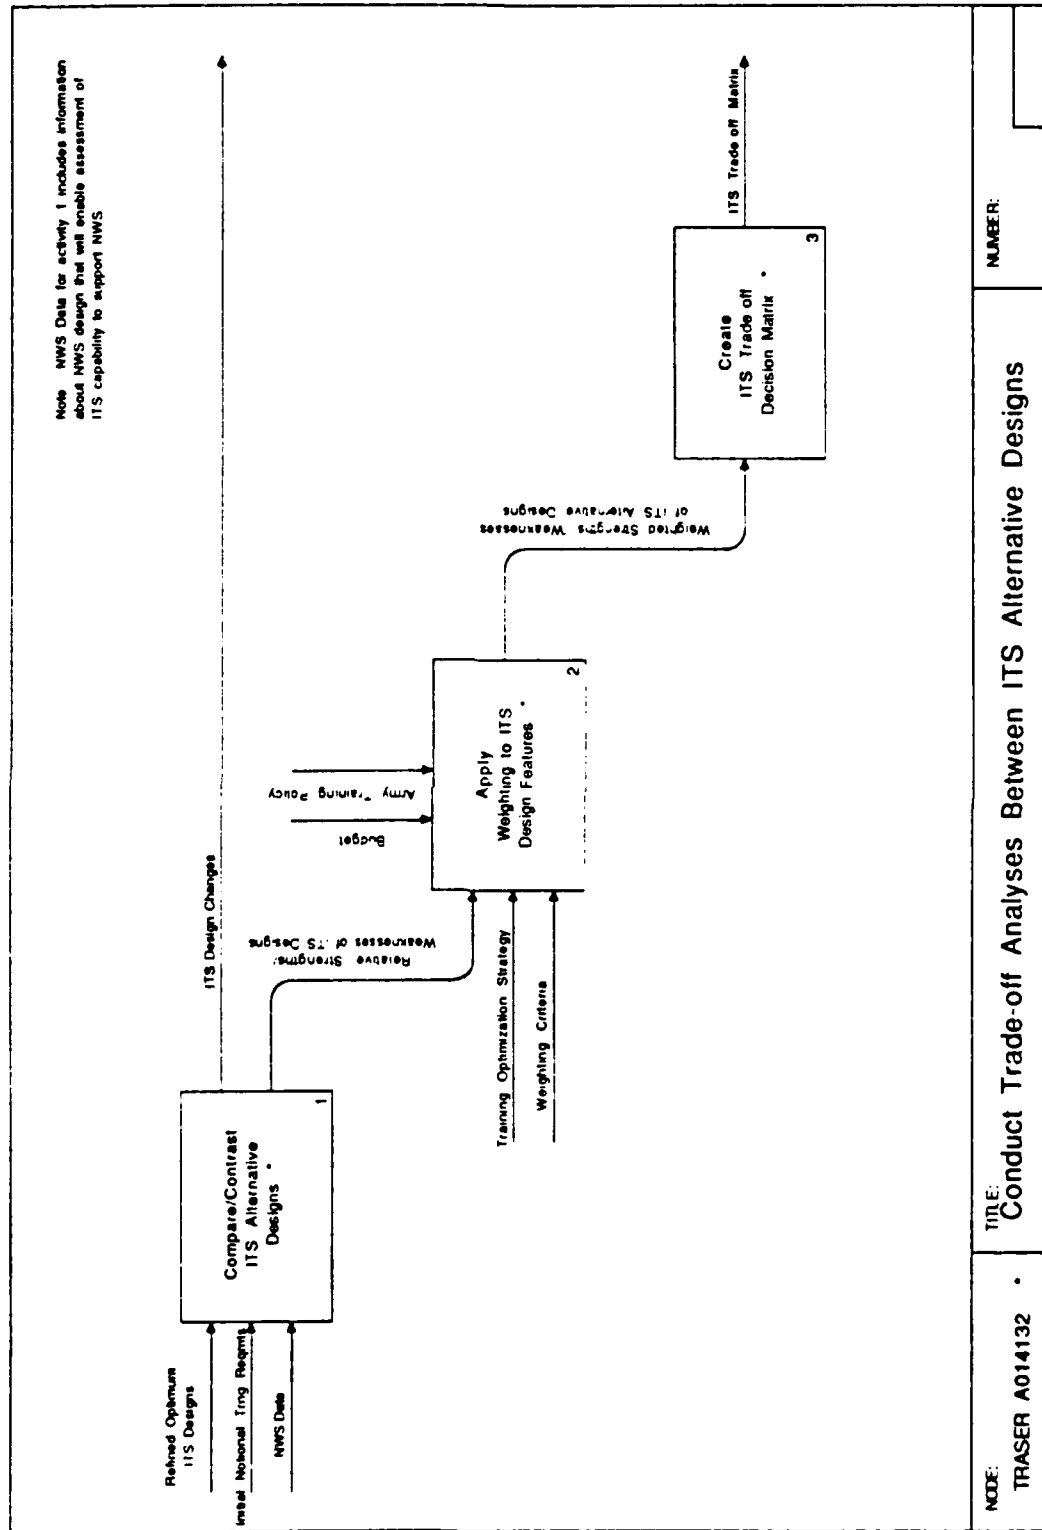 Note NWS Data for activity 1 includes information
about NWS design that will enable assessment of
ITS capability to support NWS
Refined Optimum
ITS Designs
Initial Notional Trng Reqmts
NWS Data
Compare/Contrast
ITS Alternative
Designs *
1
ITS Design Changes
Relative Strengths/
Weaknesses of ITS Designs
Budget
Army Training Policy
Training Optimization Strategy
Weighting Criteria
Apply
Weighting to ITS
Design Features *
2
Weighted Strengths Weaknesses
of ITS Alternative Designs
Create
ITS Trade off
Decision Matrix *
3
ITS Trade off Matrix
NODE:
TRASER A014132 *
TITLE:
Conduct Trade-off Analyses Between ITS Alternative Designs
NUMBER: